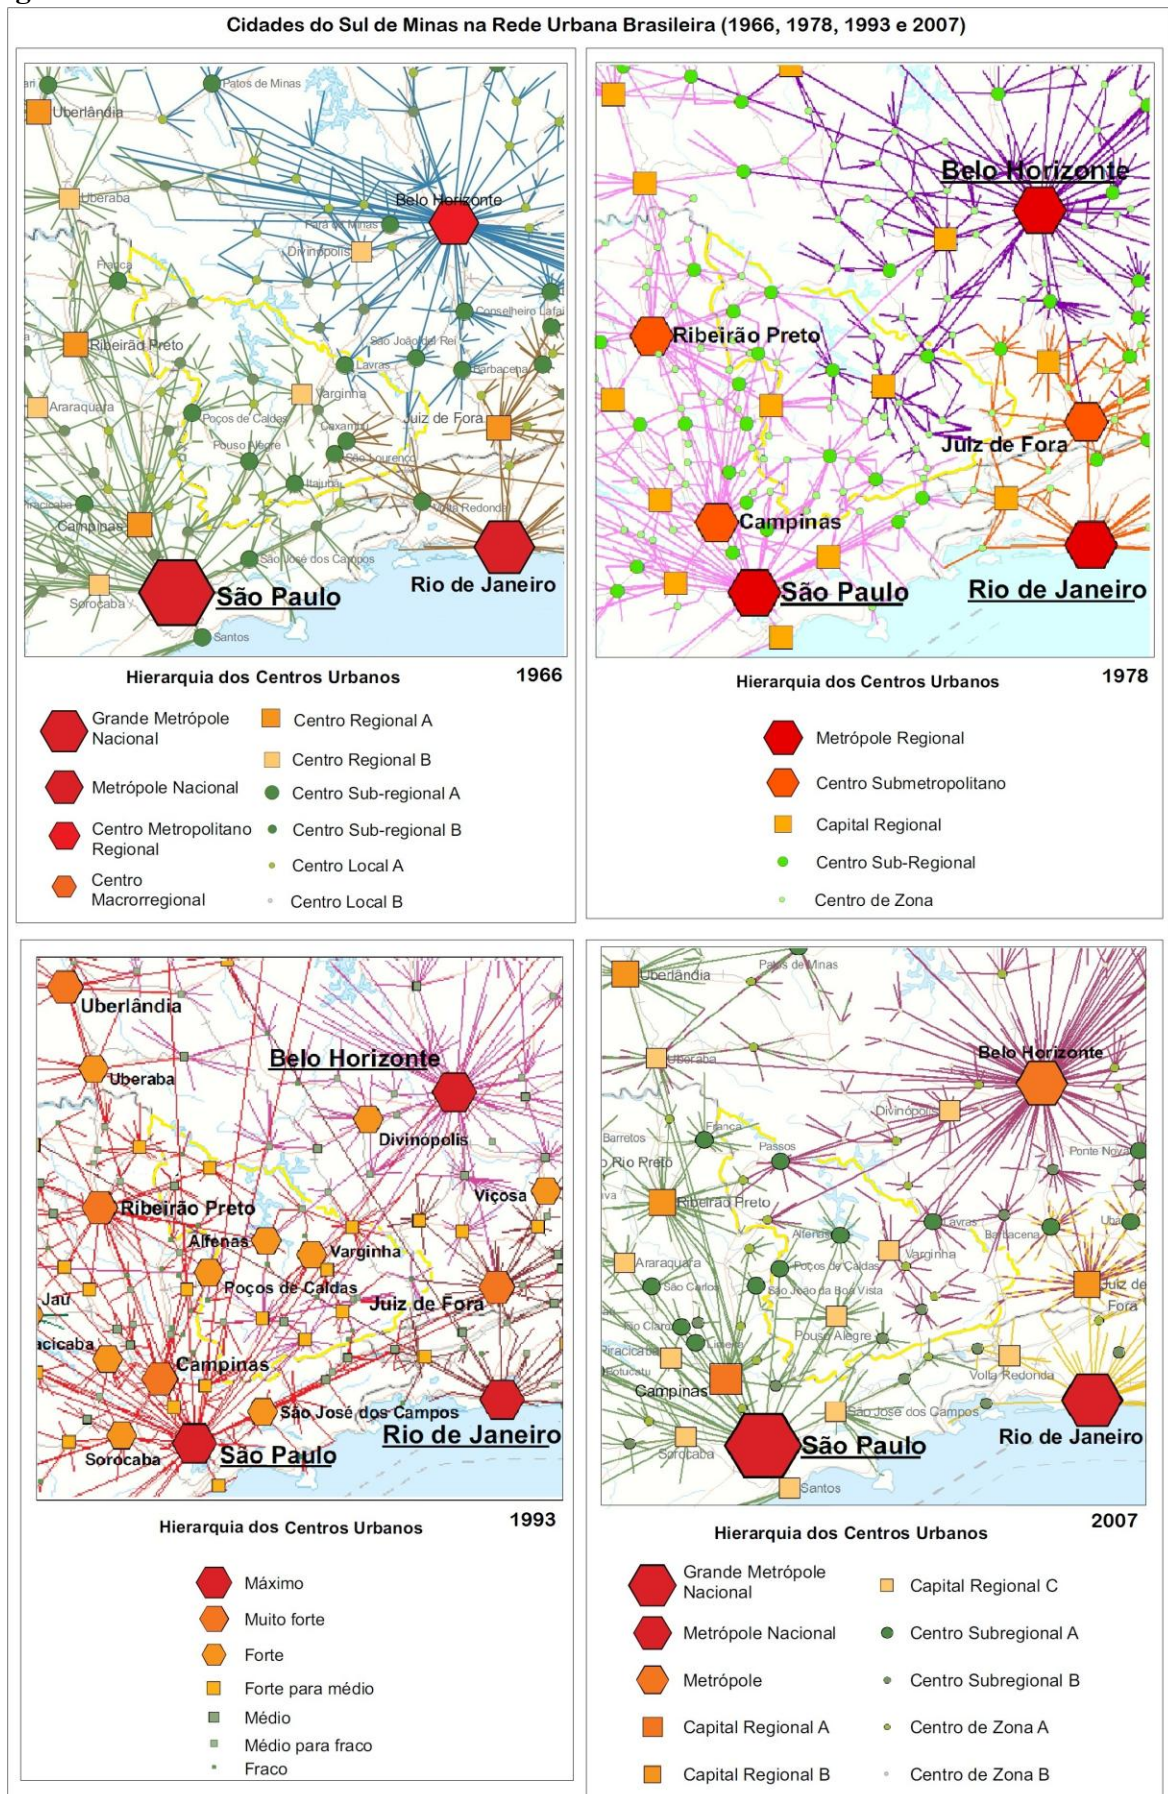 Cidades do Sul de Minas na Rede Urbana Brasileira (1966, 1978, 1993 e 2007)
Patos de Minas
Uberlândia
Uberaba
Belo Horizonte
Pará de Minas
Divinópolis
Franca
Conselheiro Lafai
São João del Rei
Ribeirão Preto
Lavras
Barbacena
Araraquara
Varginha
Poços de Caldas
Caxambu
Juiz de Fora
Pouso Alegre
São Lourenço
Itajubá
Volta Redonda
Campinas
São José dos Campos
Rio de Janeiro
Sorocaba
São Paulo
Santos
Hierarquia dos Centros Urbanos
1966
Grande Metrópole
Nacional
Metrópole Nacional
Centro Metropolitano
Regional
Centro
Macrorregional
Centro Regional A
Centro Regional B
Centro Sub-regional A
Centro Sub-regional B
Centro Local A
Centro Local B
Belo Horizonte
Ribeirão Preto
Juiz de Fora
Campinas
São Paulo
Rio de Janeiro
Hierarquia dos Centros Urbanos
1978
Metrópole Regional
Centro Submetropolitano
Capital Regional
Centro Sub-Regional
Centro de Zona
Uberlândia
Belo Horizonte
Uberaba
Divinópolis
Viçosa
Ribeirão Preto
Alfenas
Varginha
Poços de Caldas
Jaú
Juiz de Fora
acicaba
Campinas
São José dos Campos
Rio de Janeiro
Sorocaba
São Paulo
Hierarquia dos Centros Urbanos
1993
Máximo
Muito forte
Forte
Forte para médio
Médio
Médio para fraco
Fraco
Patos de Minas
Uberlândia
Belo Horizonte
Uberaba
Divinópolis
Franca
Barretos
Passos
Ponte Nova
o Rio Preto
Ribeirão Preto
Alfenas
Lavras
Barbacena
Ubá
Araraquara
Varginha
Poços de Caldas
São Carlos
São João da Boa Vista
Juiz de
Fora
Rio Claro
Pouso Alegre
Limeira
Piracicaba
Botucatu
Volta Redonda
Campinas
São José dos Campos
Rio de Janeiro
Sorocaba
São Paulo
Santos
Hierarquia dos Centros Urbanos
2007
Grande Metrópole
Nacional
Metrópole Nacional
Metrópole
Capital Regional A
Capital Regional B
Capital Regional C
Centro Subregional A
Centro Subregional B
Centro de Zona A
Centro de Zona B